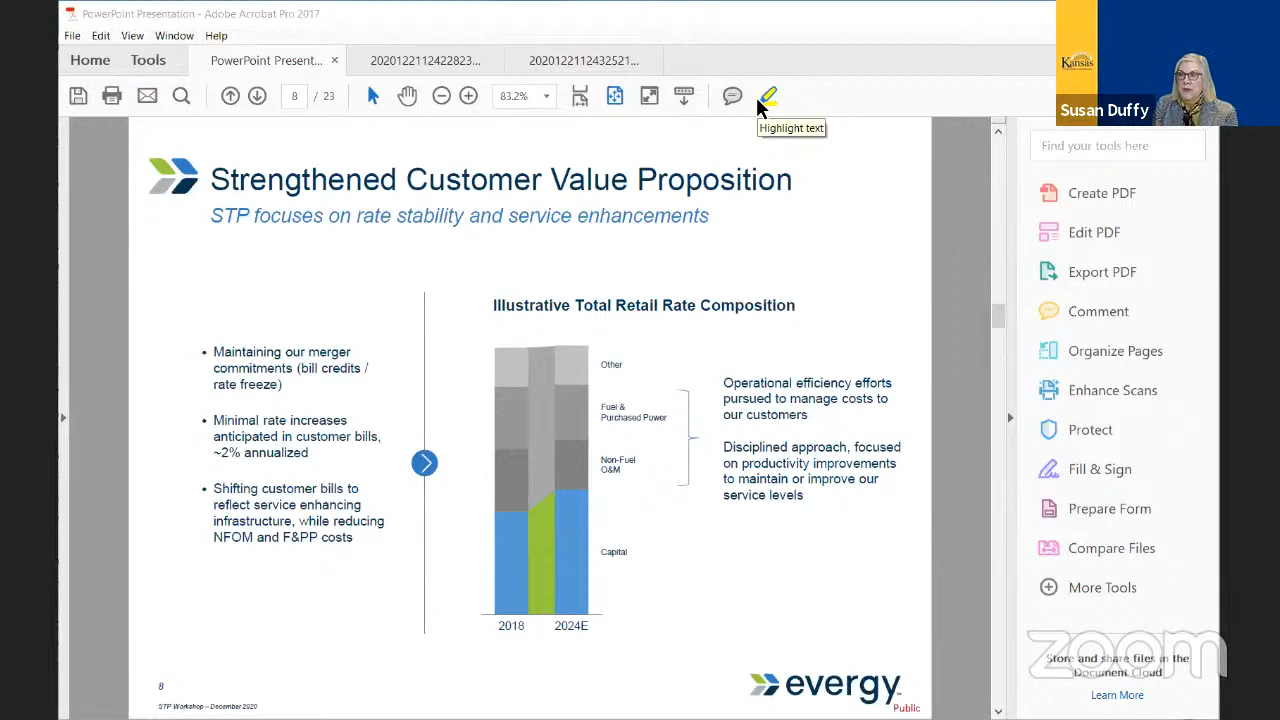 PowerPoint Presentation - Adobe Acrobat Pro 2017
File Edit View Window Help
Home Tools PowerPoint Present... × 2020122112422823... 2020122112432521...
8 / 23 83.2%
Highlight text
Kansas
Susan Duffy
Strengthened Customer Value Proposition
STP focuses on rate stability and service enhancements
• Maintaining our merger
commitments (bill credits /
rate freeze)
• Minimal rate increases
anticipated in customer bills,
~2% annualized
• Shifting customer bills to
reflect service enhancing
infrastructure, while reducing
NFOM and F&PP costs
Illustrative Total Retail Rate Composition
Other
Fuel &
Purchased Power
Non-Fuel
O&M
Capital
2018 2024E
Operational efficiency efforts
pursued to manage costs to
our customers
Disciplined approach, focused
on productivity improvements
to maintain or improve our
service levels
8
STP Workshop – December 2020
evergy
Public
Find your tools here
Create PDF
Edit PDF
Export PDF
Comment
Organize Pages
Enhance Scans
Protect
Fill & Sign
Prepare Form
Compare Files
More Tools
Store and share files in the
Document Cloud
Learn More
zoom